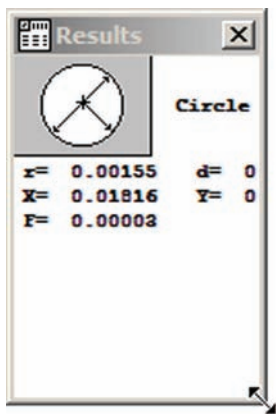 Results
Circle
r= 0.00155 d= 0
X= 0.01816 Y= 0
F= 0.00003